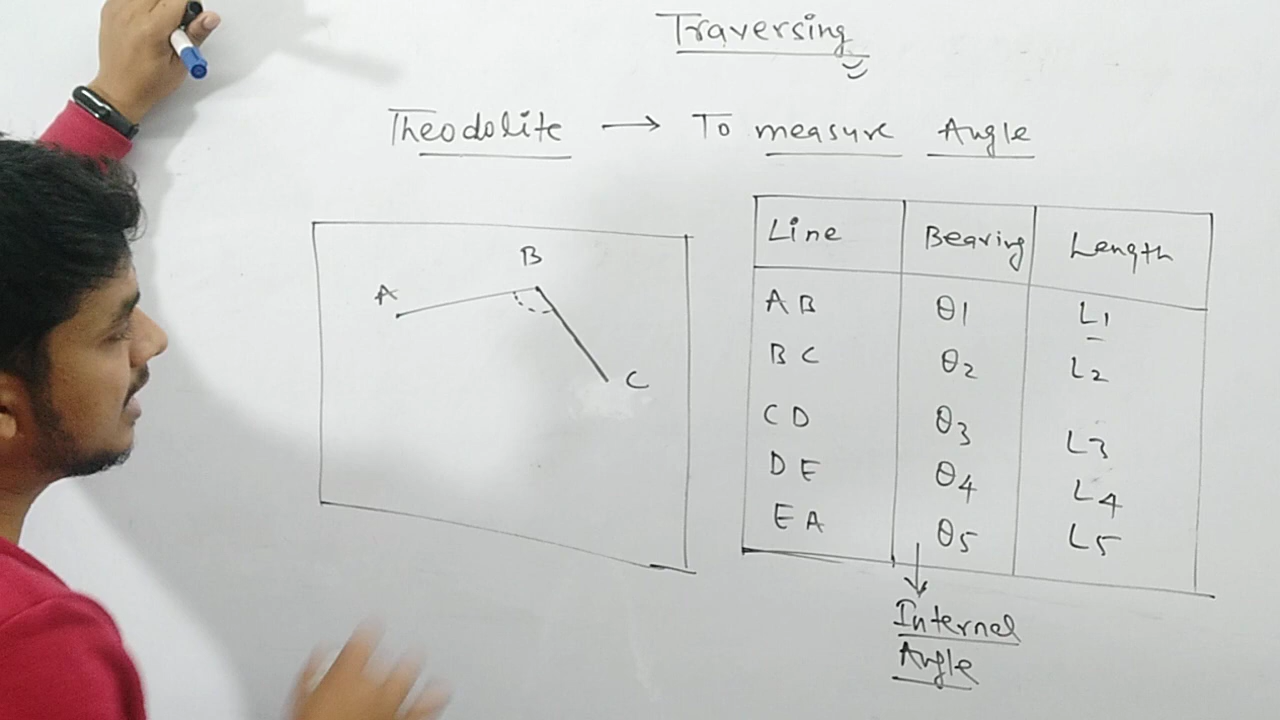 Traversing
Theodolite → To measure Angle
B
A
C
Line Bearing Length
AB θ1 L1
BC θ2 L2
CD θ3 L3
DE θ4 L4
EA θ5 L5
Internal
Angle